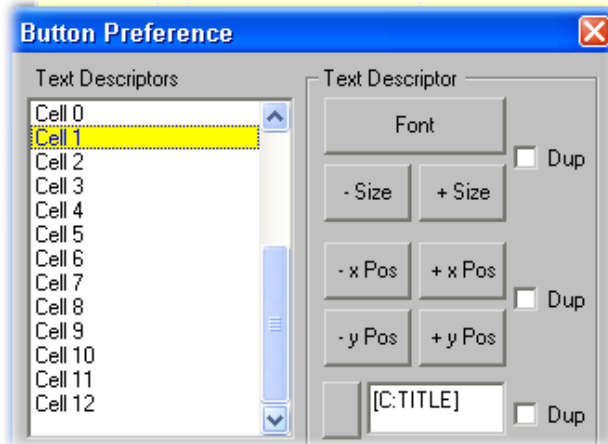 Button Preference
Text Descriptors
Cell 0
Cell 1
Cell 2
Cell 3
Cell 4
Cell 5
Cell 6
Cell 7
Cell 8
Cell 9
Cell 10
Cell 11
Cell 12
Text Descriptor
Font
Dup
- Size
+ Size
- x Pos
+ x Pos
Dup
- y Pos
+ y Pos
[C:TITLE]
Dup